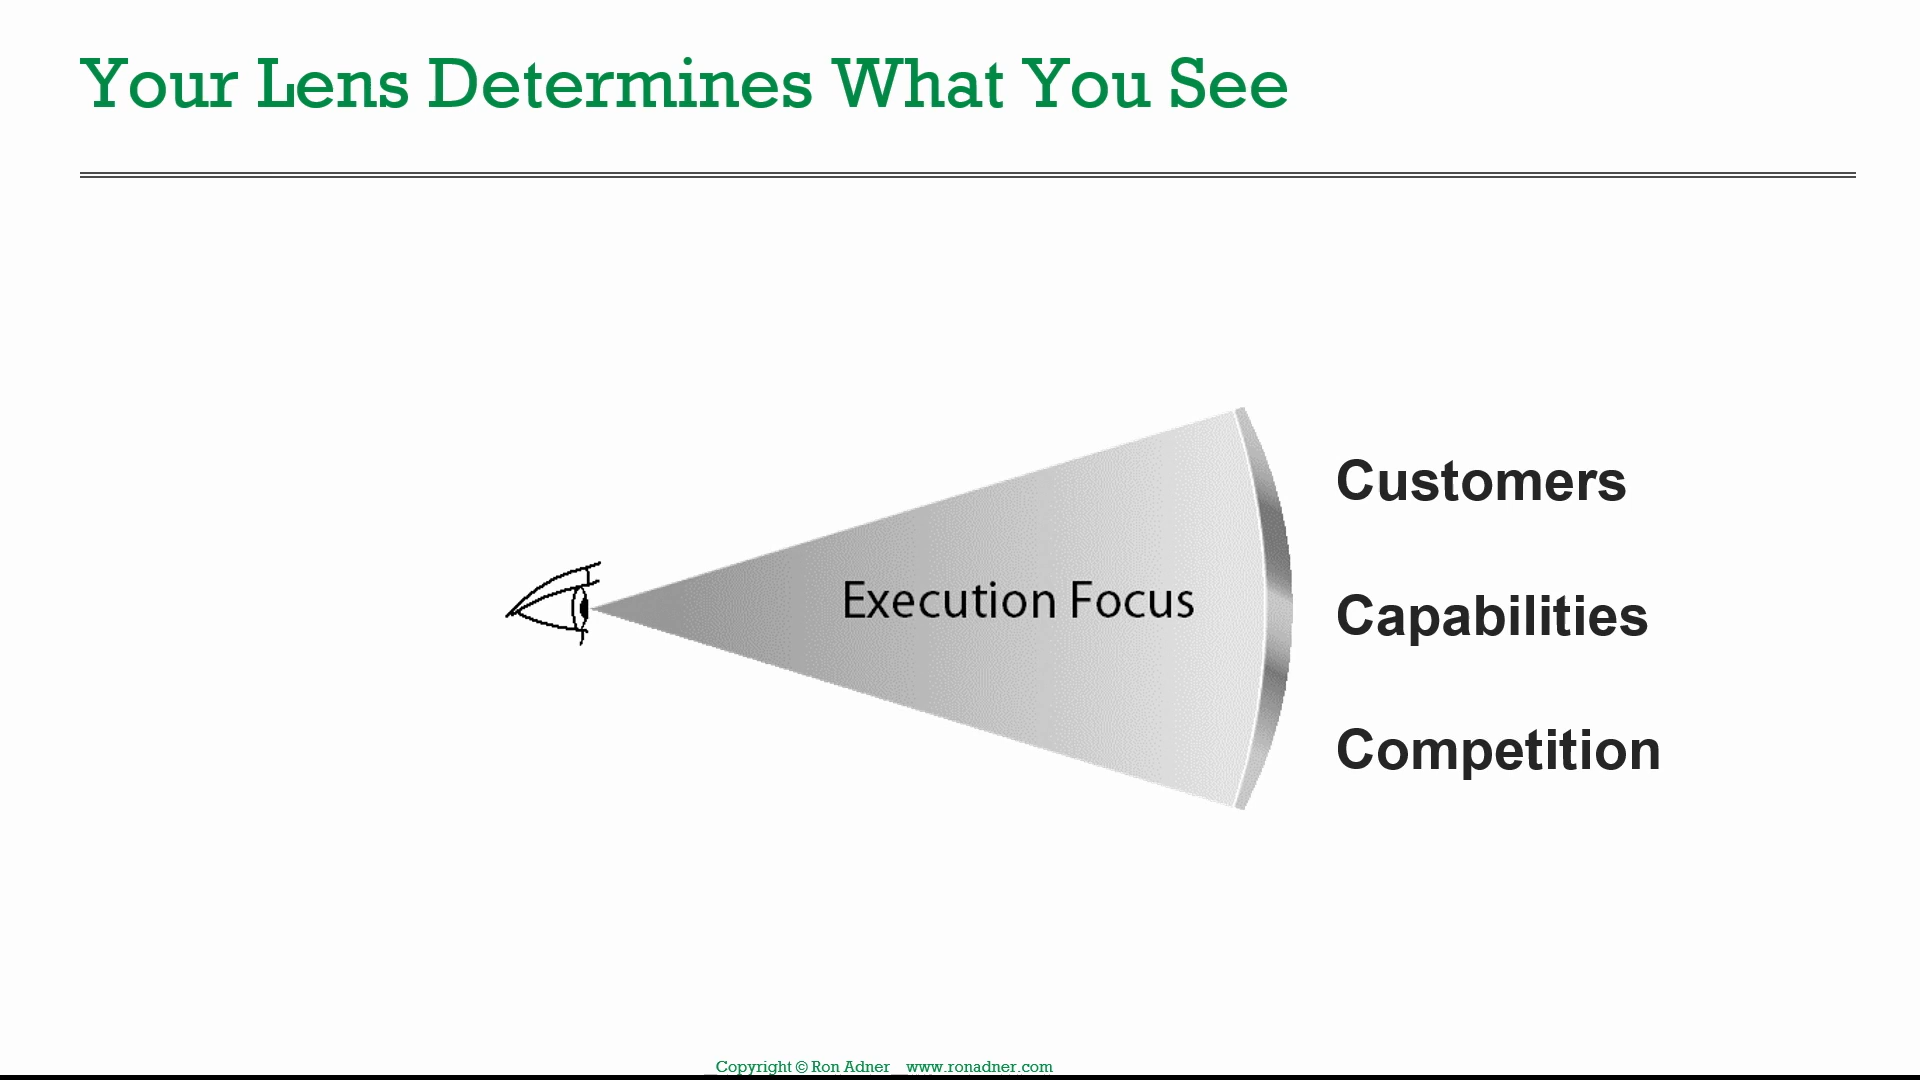 Your Lens Determines What You See
Execution Focus
Customers
Capabilities
Competition
Copyright © Ron Adner www.ronadner.com